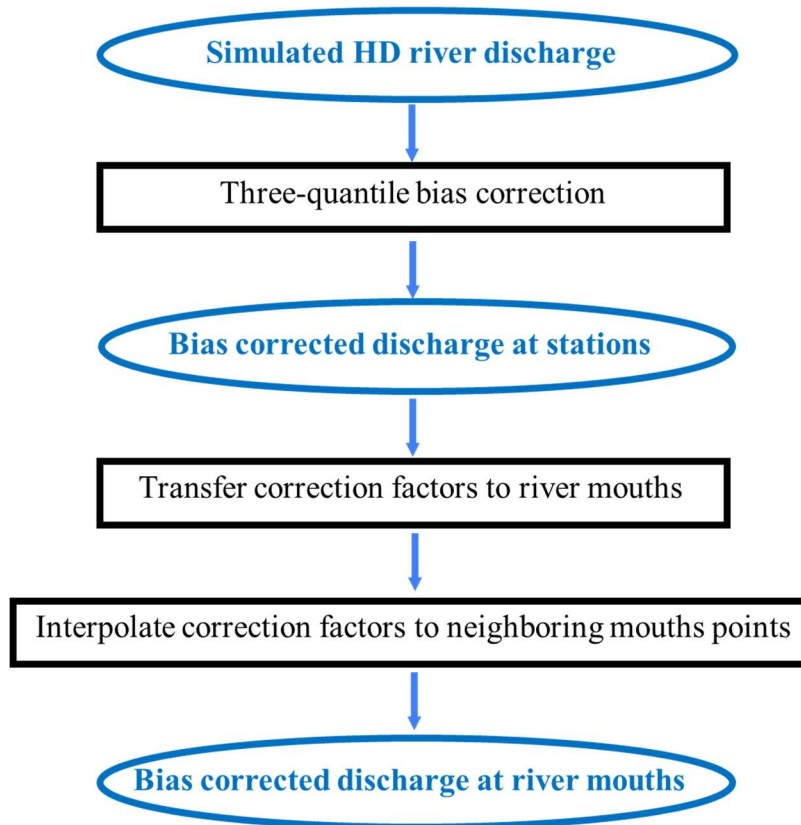 Simulated HD river discharge
Three-quantile bias correction
Bias corrected discharge at stations
Transfer correction factors to river mouths
Interpolate correction factors to neighboring mouths points
Bias corrected discharge at river mouths